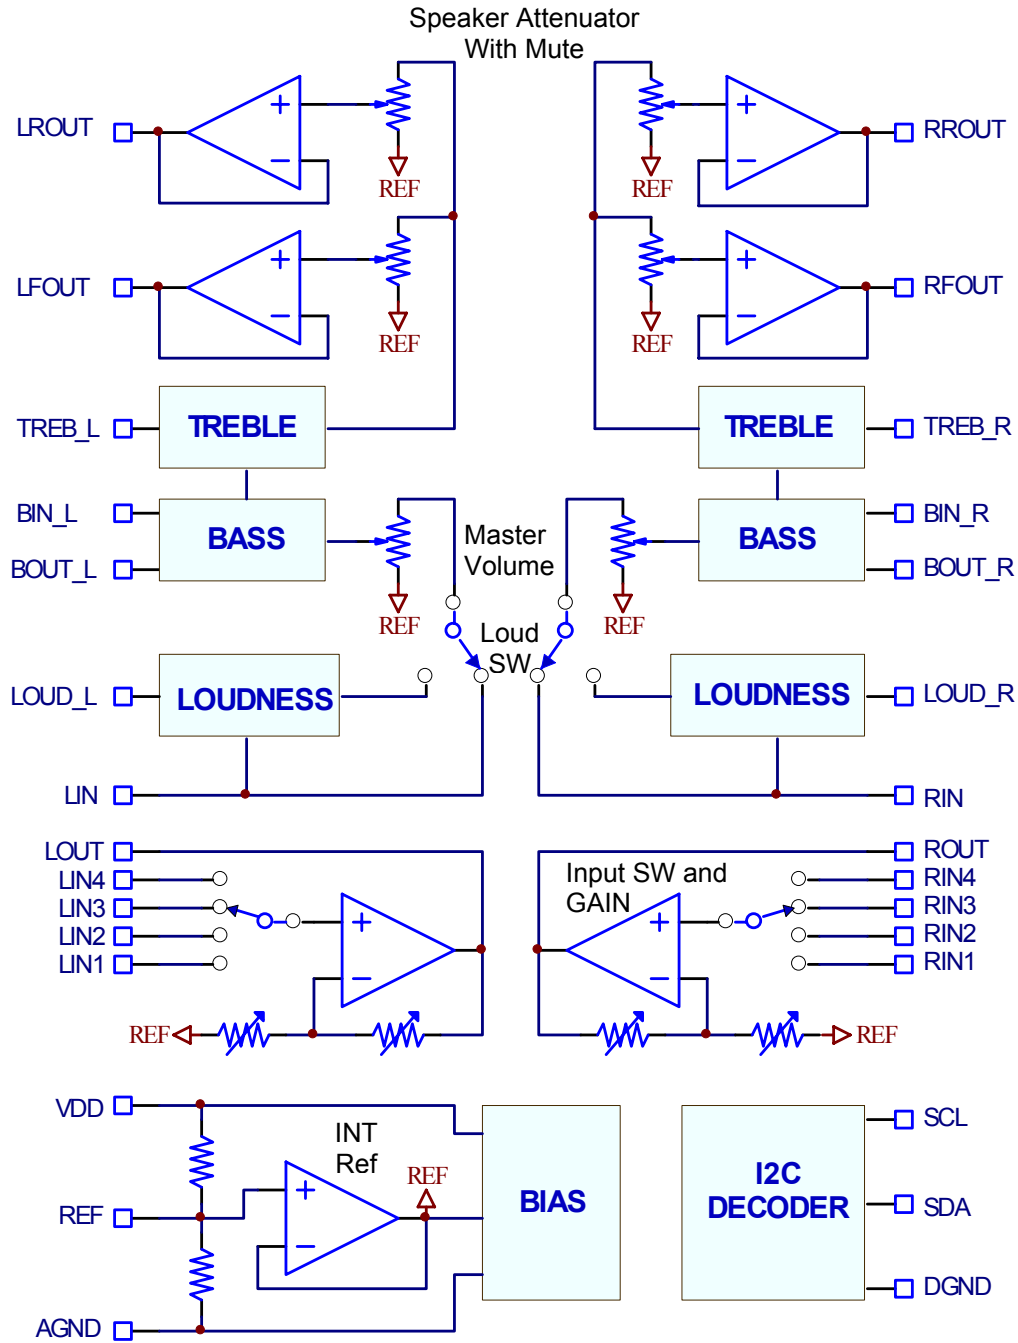 Speaker Attenuator
With Mute
LROUT
+
−
REF
+
−
RROUT
REF
LFOUT
+
−
REF
+
−
RFOUT
REF
TREB_L
TREBLE
TREBLE
TREB_R
BIN_L
BOUT_L
BASS
REF
Master
Volume
REF
BASS
BIN_R
BOUT_R
Loud
SW
LOUD_L
LOUDNESS
LOUDNESS
LOUD_R
LIN
RIN
LOUT
LIN4
LIN3
LIN2
LIN1
+
−
REF
Input SW and
GAIN
+
−
REF
ROUT
RIN4
RIN3
RIN2
RIN1
VDD
REF
AGND
INT
Ref
+
−
REF
BIAS
I2C
DECODER
SCL
SDA
DGND